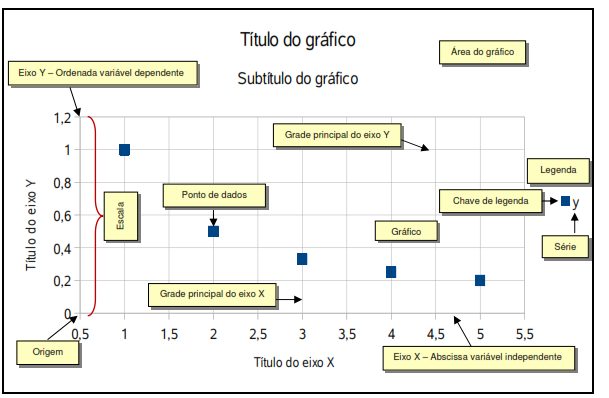 Título do gráfico
Área do gráfico
Eixo Y – Ordenada variável dependente
Subtítulo do gráfico
1,2
Grade principal do eixo Y
1
Legenda
0,8
Ponto de dados
Chave de legenda
y
Título do eixo Y
Escala
0,6
Gráfico
Série
0,4
0,2
Grade principal do eixo X
0
0,5
1
1,5
2
2,5
3
3,5
4
4,5
5
5,5
Origem
Título do eixo X
Eixo X – Abscissa variável independente